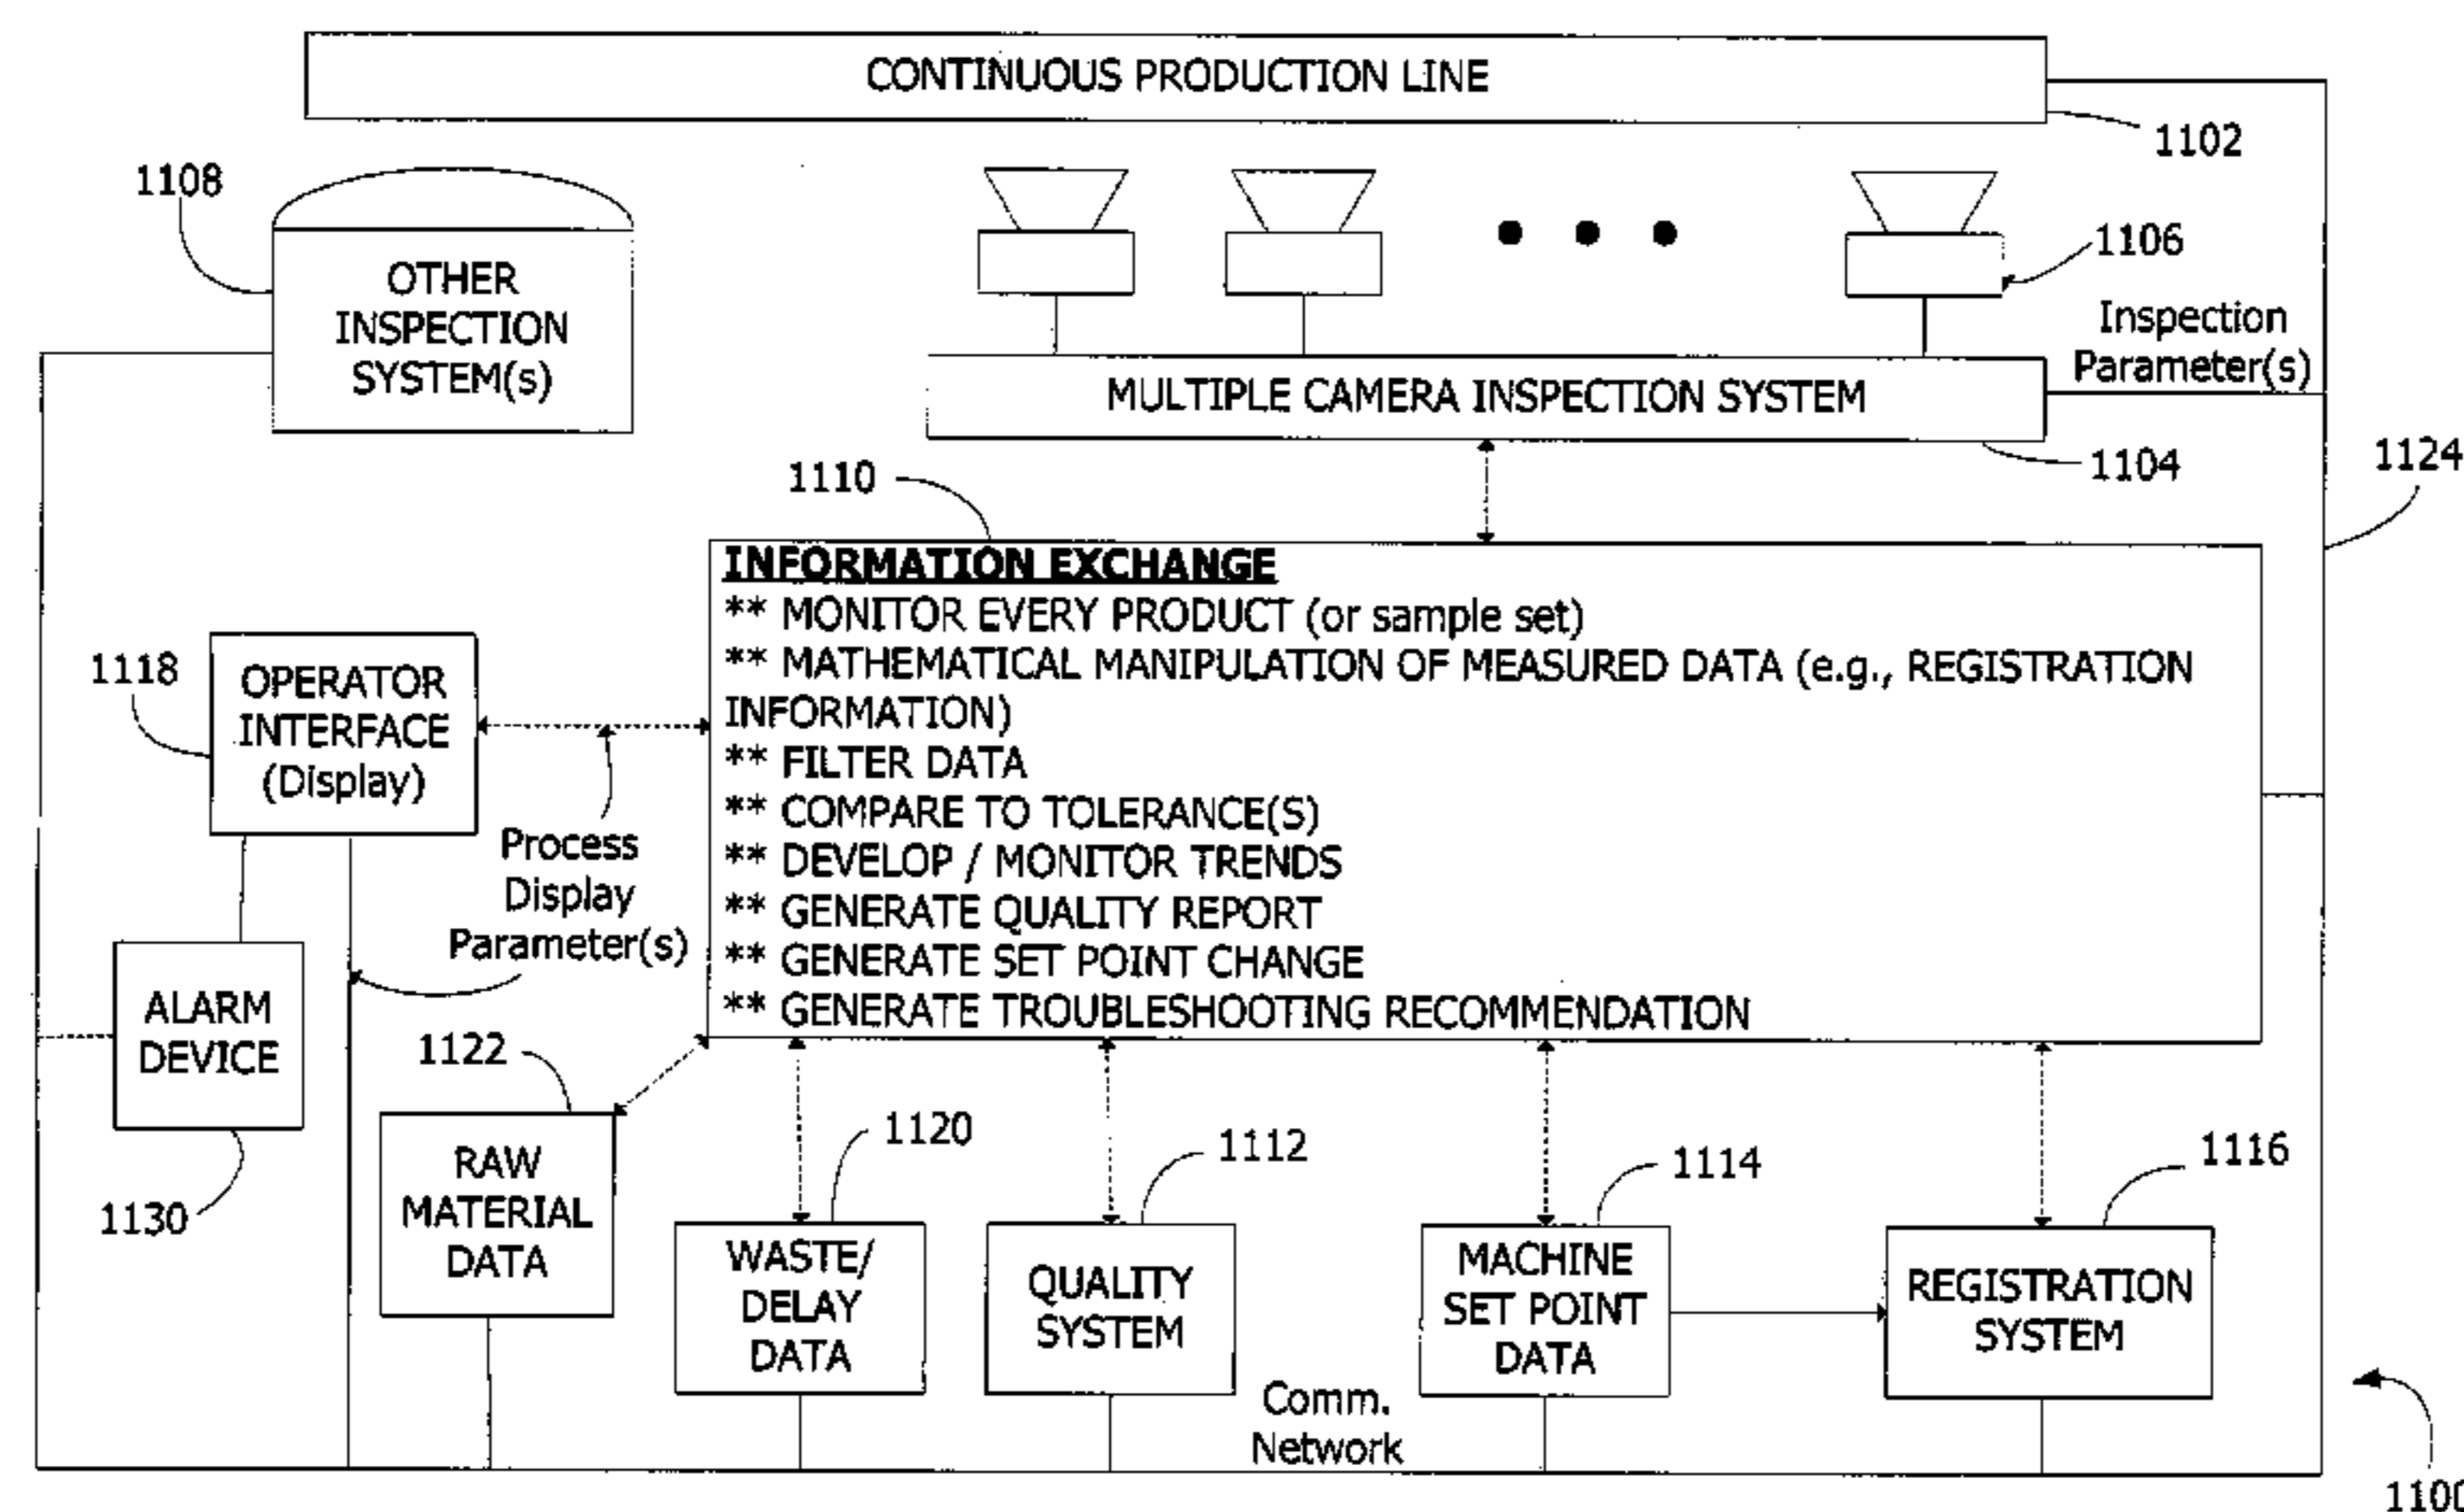 CONTINUOUS PRODUCTION LINE
1102
1108
OTHER
INSPECTION
SYSTEM(s)
1106
Inspection
Parameter(s)
MULTIPLE CAMERA INSPECTION SYSTEM
1104
1124
1110
INFORMATION EXCHANGE
** MONITOR EVERY PRODUCT (or sample set)
** MATHEMATICAL MANIPULATION OF MEASURED DATA (e.g., REGISTRATION
INFORMATION)
** FILTER DATA
** COMPARE TO TOLERANCE(S)
** DEVELOP / MONITOR TRENDS
** GENERATE QUALITY REPORT
** GENERATE SET POINT CHANGE
** GENERATE TROUBLESHOOTING RECOMMENDATION
1118
OPERATOR
INTERFACE
(Display)
Process
Display
Parameter(s)
ALARM
DEVICE
1130
1122
RAW
MATERIAL
DATA
1120
WASTE/
DELAY
DATA
1112
QUALITY
SYSTEM
Comm.
Network
1114
MACHINE
SET POINT
DATA
1116
REGISTRATION
SYSTEM
1100